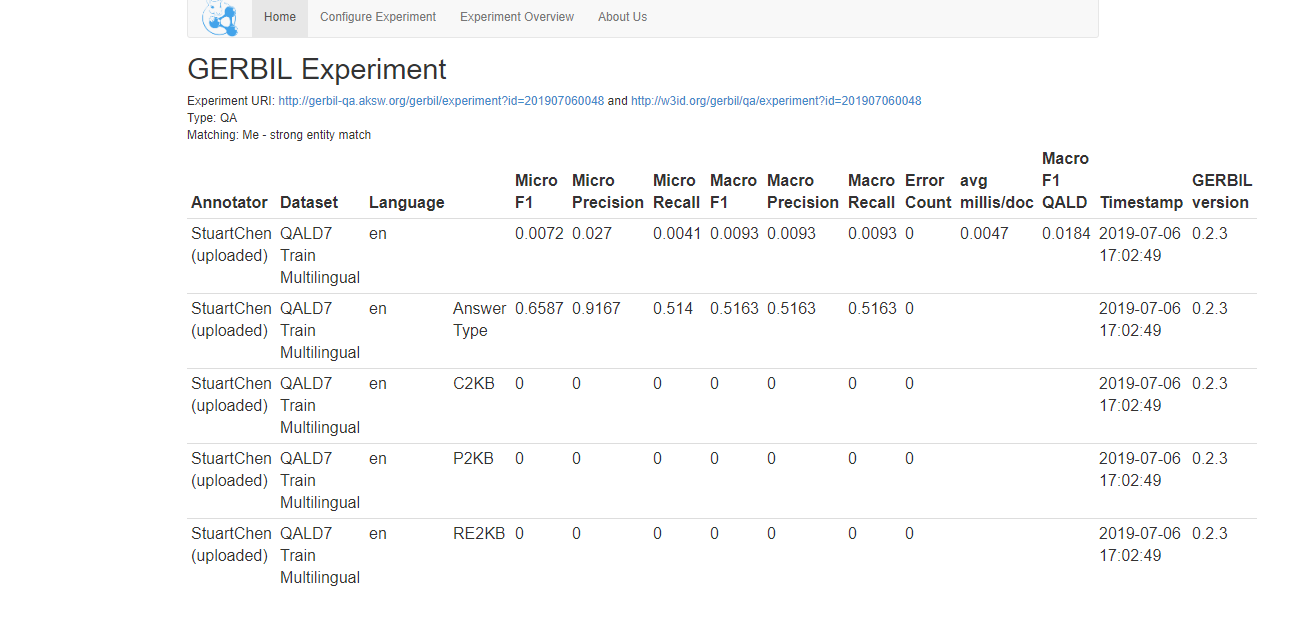 Home Configure Experiment Experiment Overview About Us
GERBIL Experiment
Experiment URI: http://gerbil-qa.aksw.org/gerbil/experiment?id=201907060048 and http://w3id.org/gerbil/qa/experiment?id=201907060048
Type: QA
Matching: Me - strong entity match
Macro
Micro Micro Micro Macro Macro Macro Error avg F1 GERBIL
Annotator Dataset Language F1 Precision Recall F1 Precision Recall Count millis/doc QALD Timestamp version
StuartChen QALD7 en 0.0072 0.027 0.0041 0.0093 0.0093 0.0093 0 0.0047 0.0184 2019-07-06 0.2.3
(uploaded) Train 17:02:49
Multilingual
StuartChen QALD7 en Answer 0.6587 0.9167 0.514 0.5163 0.5163 0.5163 0 2019-07-06 0.2.3
(uploaded) Train Type 17:02:49
Multilingual
StuartChen QALD7 en C2KB 0 0 0 0 0 0 0 2019-07-06 0.2.3
(uploaded) Train 17:02:49
Multilingual
StuartChen QALD7 en P2KB 0 0 0 0 0 0 0 2019-07-06 0.2.3
(uploaded) Train 17:02:49
Multilingual
StuartChen QALD7 en RE2KB 0 0 0 0 0 0 0 2019-07-06 0.2.3
(uploaded) Train 17:02:49
Multilingual